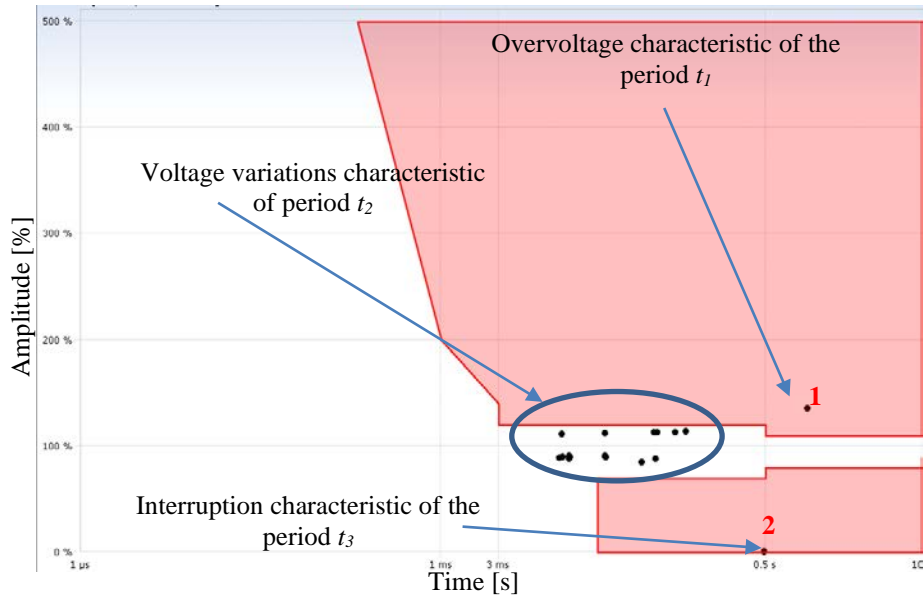 500 %
Overvoltage characteristic of the
period t1
400 %
Voltage variations characteristic
of period t2
300 %
Amplitude [%]
200 %
1
100 %
Interruption characteristic of the
period t3
2
0 %
1 µs
1 ms
3 ms
0.5 s
10
Time [s]